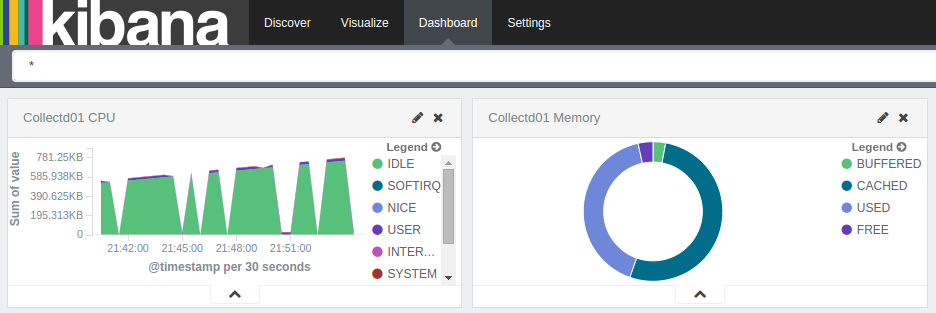 kibana
Discover Visualize Dashboard Settings
*
Collectd01 CPU
Sum of value
781.25KB
585.938KB
390.625KB
195.313KB
0
21:42:00 21:45:00 21:48:00 21:51:00
@timestamp per 30 seconds
Legend
IDLE
SOFTIRQ
NICE
USER
INTER...
SYSTEM
Collectd01 Memory
Legend
BUFFERED
CACHED
USED
FREE